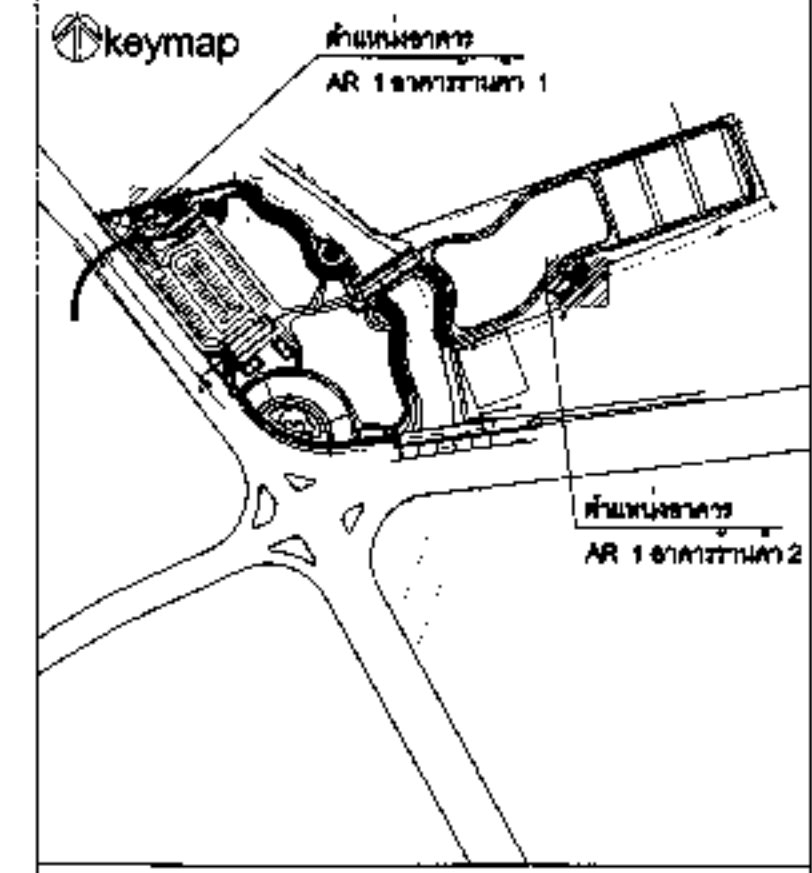 keymap
ตำแหน่งอาคาร
AR 1 อาคารร้านค้า 1
ตำแหน่งอาคาร
AR 1 อาคารร้านค้า 2